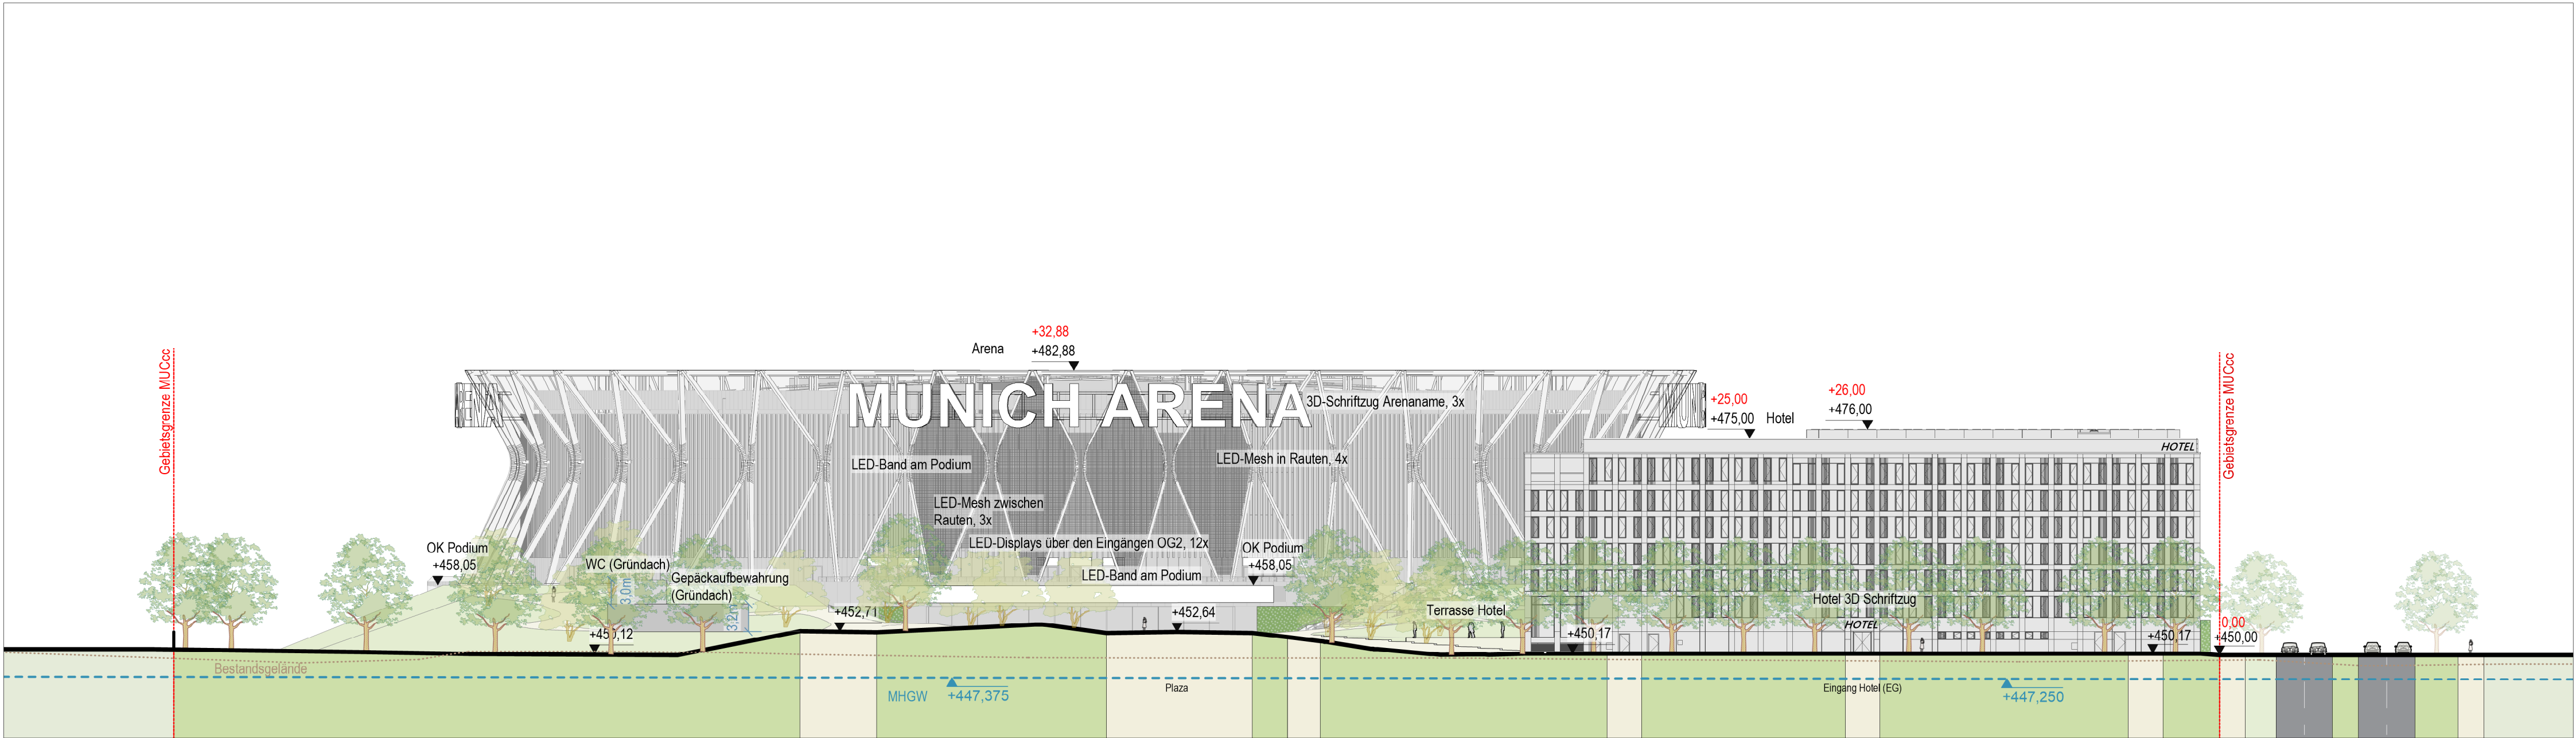 +32,88
Arena
+482,88
Gebietsgrenze MUCcc
Gebietsgrenze MUCcc
MUNICH ARENA
3D-Schriftzug Arenaname, 3x
+25,00
+475,00
Hotel
+26,00
+476,00
HOTEL
LED-Band am Podium
LED-Mesh in Rauten, 4x
LED-Mesh zwischen
Rauten, 3x
LED-Displays über den Eingängen OG2, 12x
OK Podium
+458,05
OK Podium
+458,05
WC (Gründach)
Gepäckaufbewahrung
(Gründach)
3,0m
3,2m
LED-Band am Podium
Hotel 3D Schriftzug
HOTEL
Terrasse Hotel
+452,71
+452,64
+450,12
+450,17
+450,17
0,00
+450,00
Bestandsgelände
MHGW
+447,375
Plaza
Eingang Hotel (EG)
+447,250